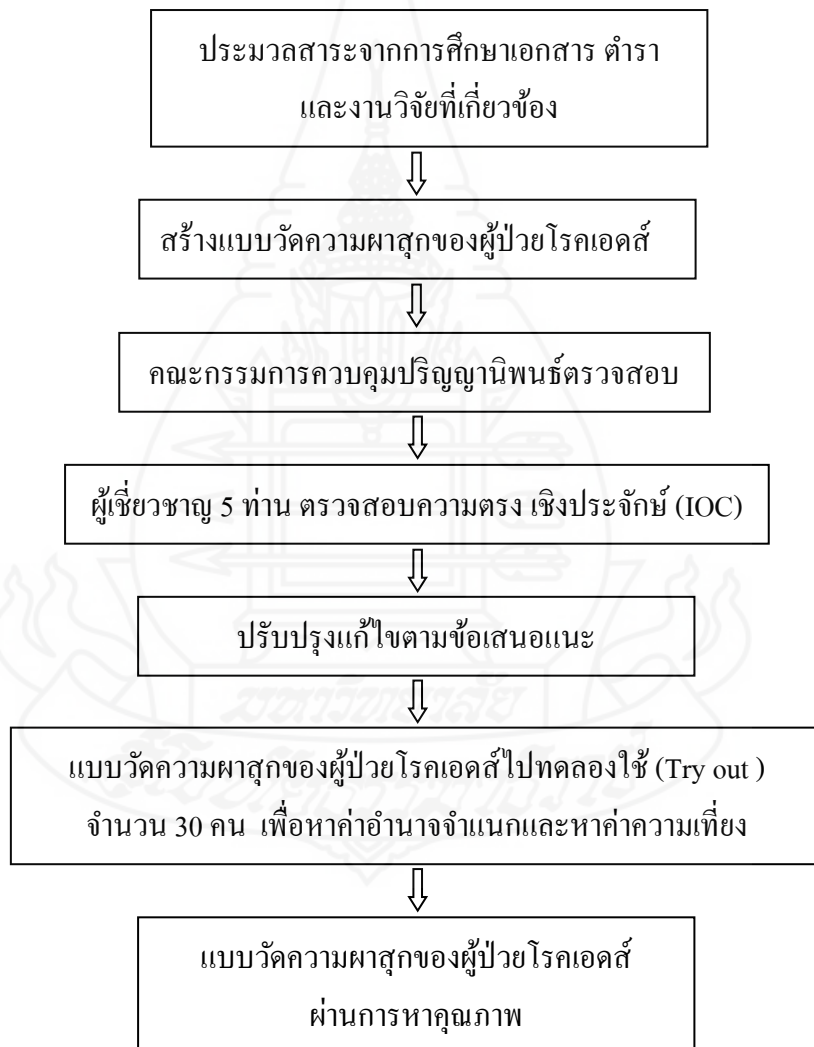 ประมวลสาระจากการศึกษาเอกสาร ตำรา
และงานวิจัยที่เกี่ยวข้อง
สร้างแบบวัดความผาสุกของผู้ป่วยโรคเอดส์
คณะกรรมการควบคุมปริญญานิพนธ์ตรวจสอบ
ผู้เชี่ยวชาญ 5 ท่าน ตรวจสอบความตรง เชิงประจักษ์ (IOC)
ปรับปรุงแก้ไขตามข้อเสนอแนะ
มหาวิทยาลัย
แบบวัดความผาสุกของผู้ป่วยโรคเอดส์ไปทดลองใช้ (Try out )
จำนวน 30 คน เพื่อหาค่าอำนาจจำแนกและหาค่าความเที่ยง
แบบวัดความผาสุกของผู้ป่วยโรคเอดส์
ผ่านการหาคุณภาพ